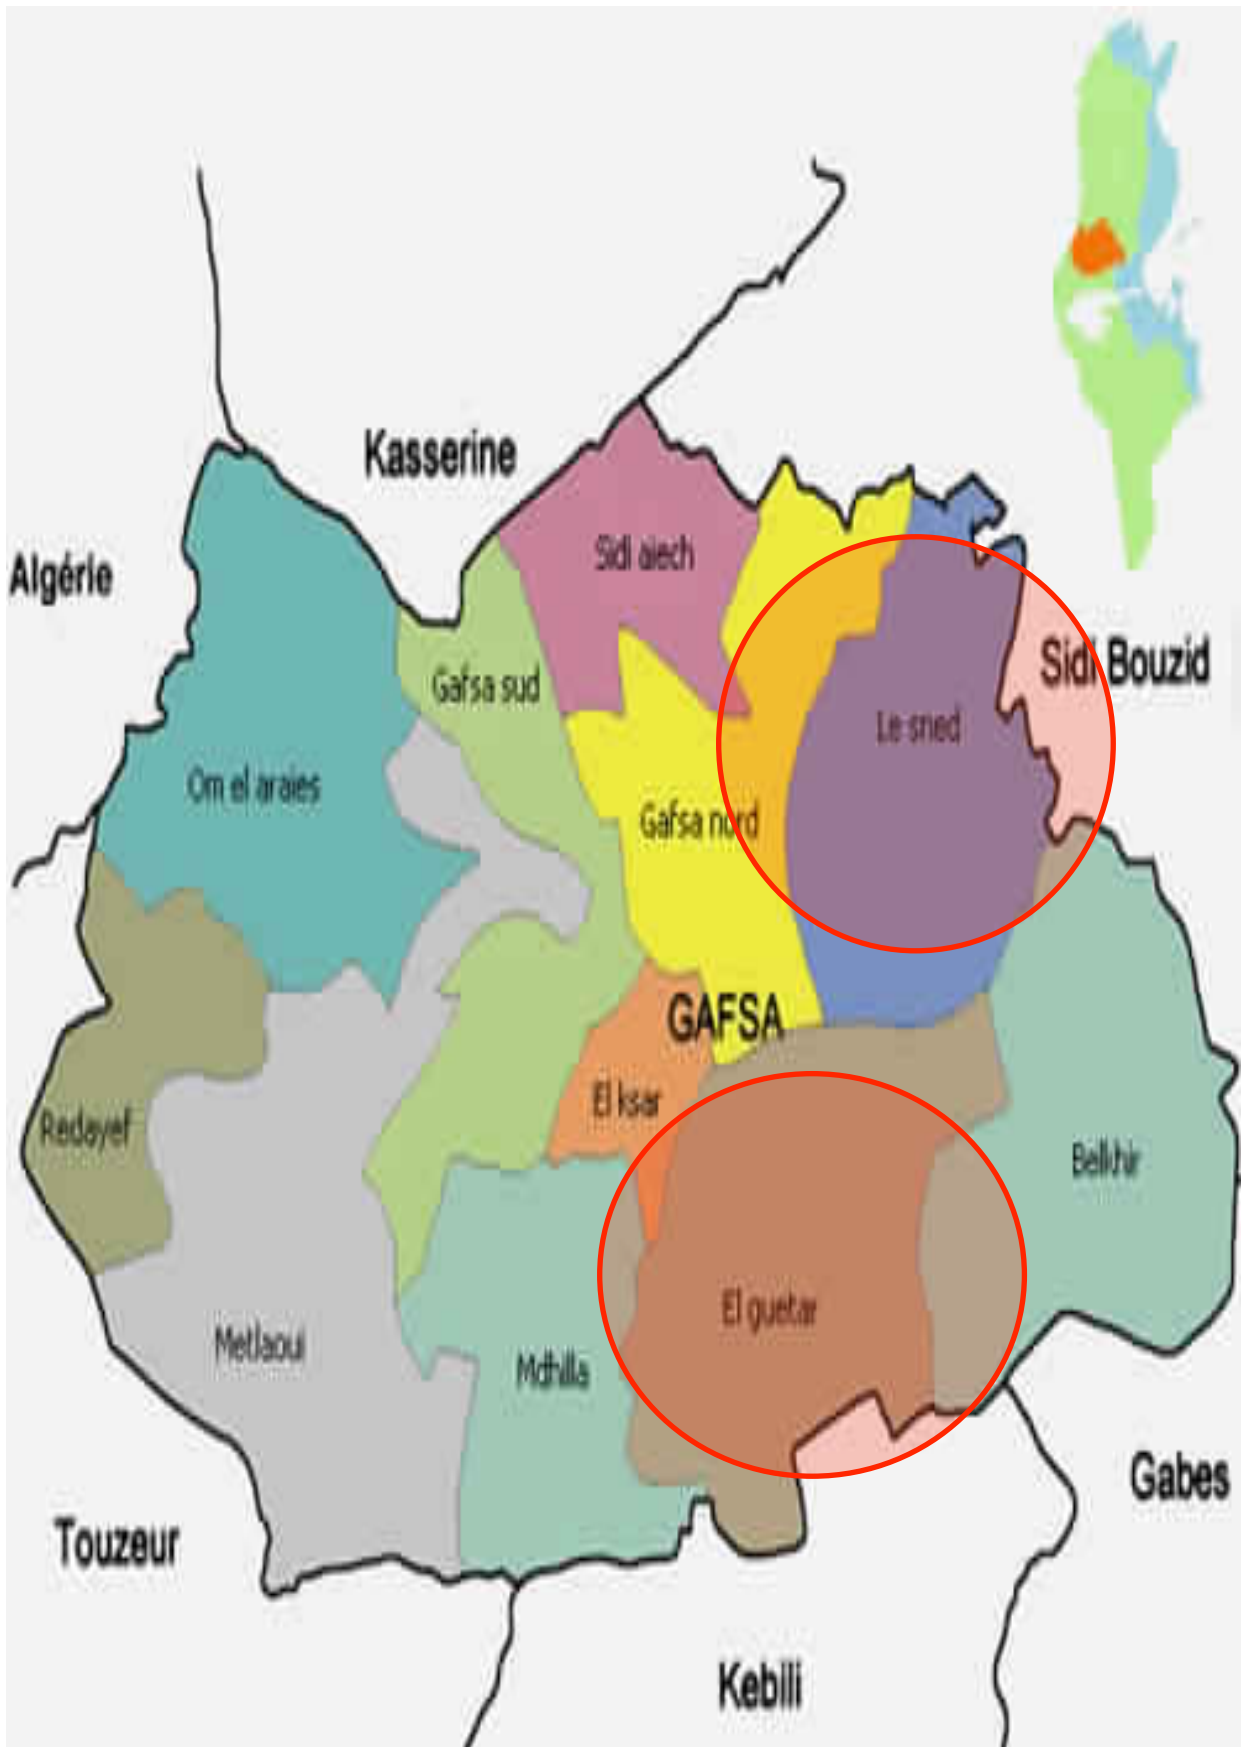 Kasserine
Sidi aiech
Algérie
Sidi Bouzid
Gafsa sud
Le sned
Om el araies
Gafsa nord
GAFSA
El ksar
Redayef
Belkhir
El guetar
Metlaoui
Mdhilla
Gabes
Touzeur
Kebili